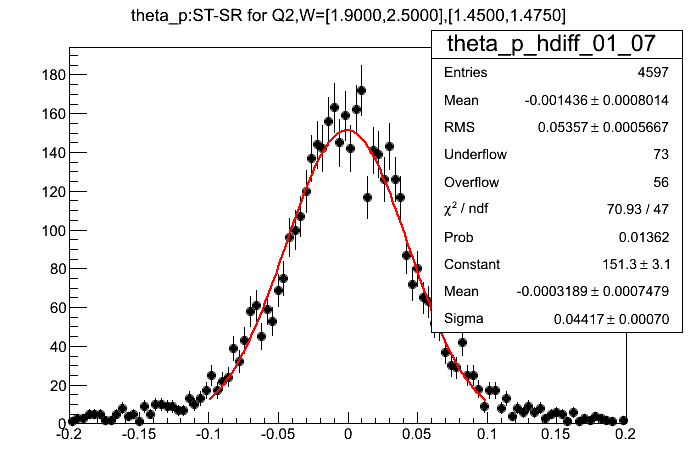 theta_p:ST-SR for Q2,W=[1.9000,2.5000],[1.4500,1.4750]
theta_p_hdiff_01_07
Entries 4597
Mean -0.001436 ± 0.0008014
RMS 0.05357 ± 0.0005667
Underflow 73
Overflow 56
χ² / ndf 70.93 / 47
Prob 0.01362
Constant 151.3 ± 3.1
Mean -0.0003189 ± 0.0007479
Sigma 0.04417 ± 0.00070
180
160
140
120
100
80
60
40
20
0
-0.2 -0.15 -0.1 -0.05 0 0.05 0.1 0.15 0.2